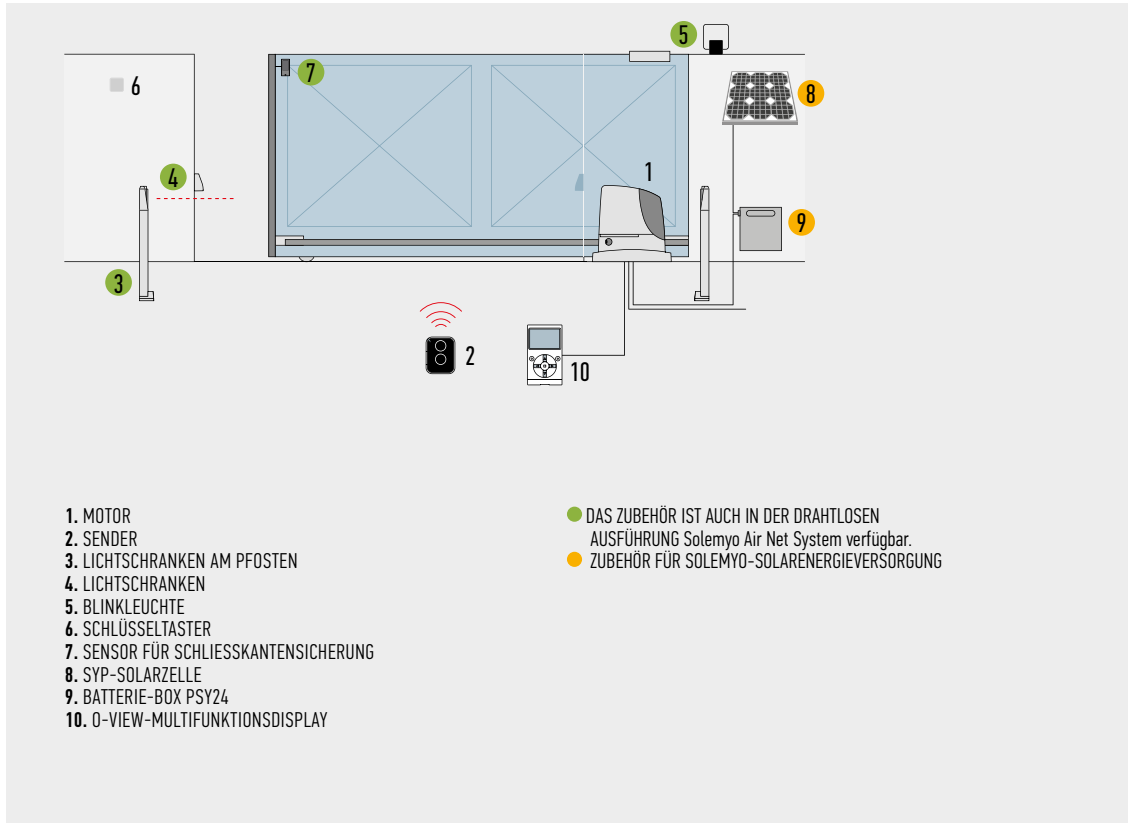 5
7
6
8
4
1
9
3
2
10
1. MOTOR
2. SENDER
3. LICHTSCHRANKEN AM PFOSTEN
4. LICHTSCHRANKEN
5. BLINKLEUCHTE
6. SCHLÜSSELTASTER
7. SENSOR FÜR SCHLIESSKANTENSICHERUNG
8. SYP-SOLARZELLE
9. BATTERIE-BOX PSY24
10. O-VIEW-MULTIFUNKTIONSDISPLAY
DAS ZUBEHÖR IST AUCH IN DER DRAHTLOSEN
AUSFÜHRUNG Solemyo Air Net System verfügbar.
ZUBEHÖR FÜR SOLEMYO-SOLARENERGIEVERSORGUNG